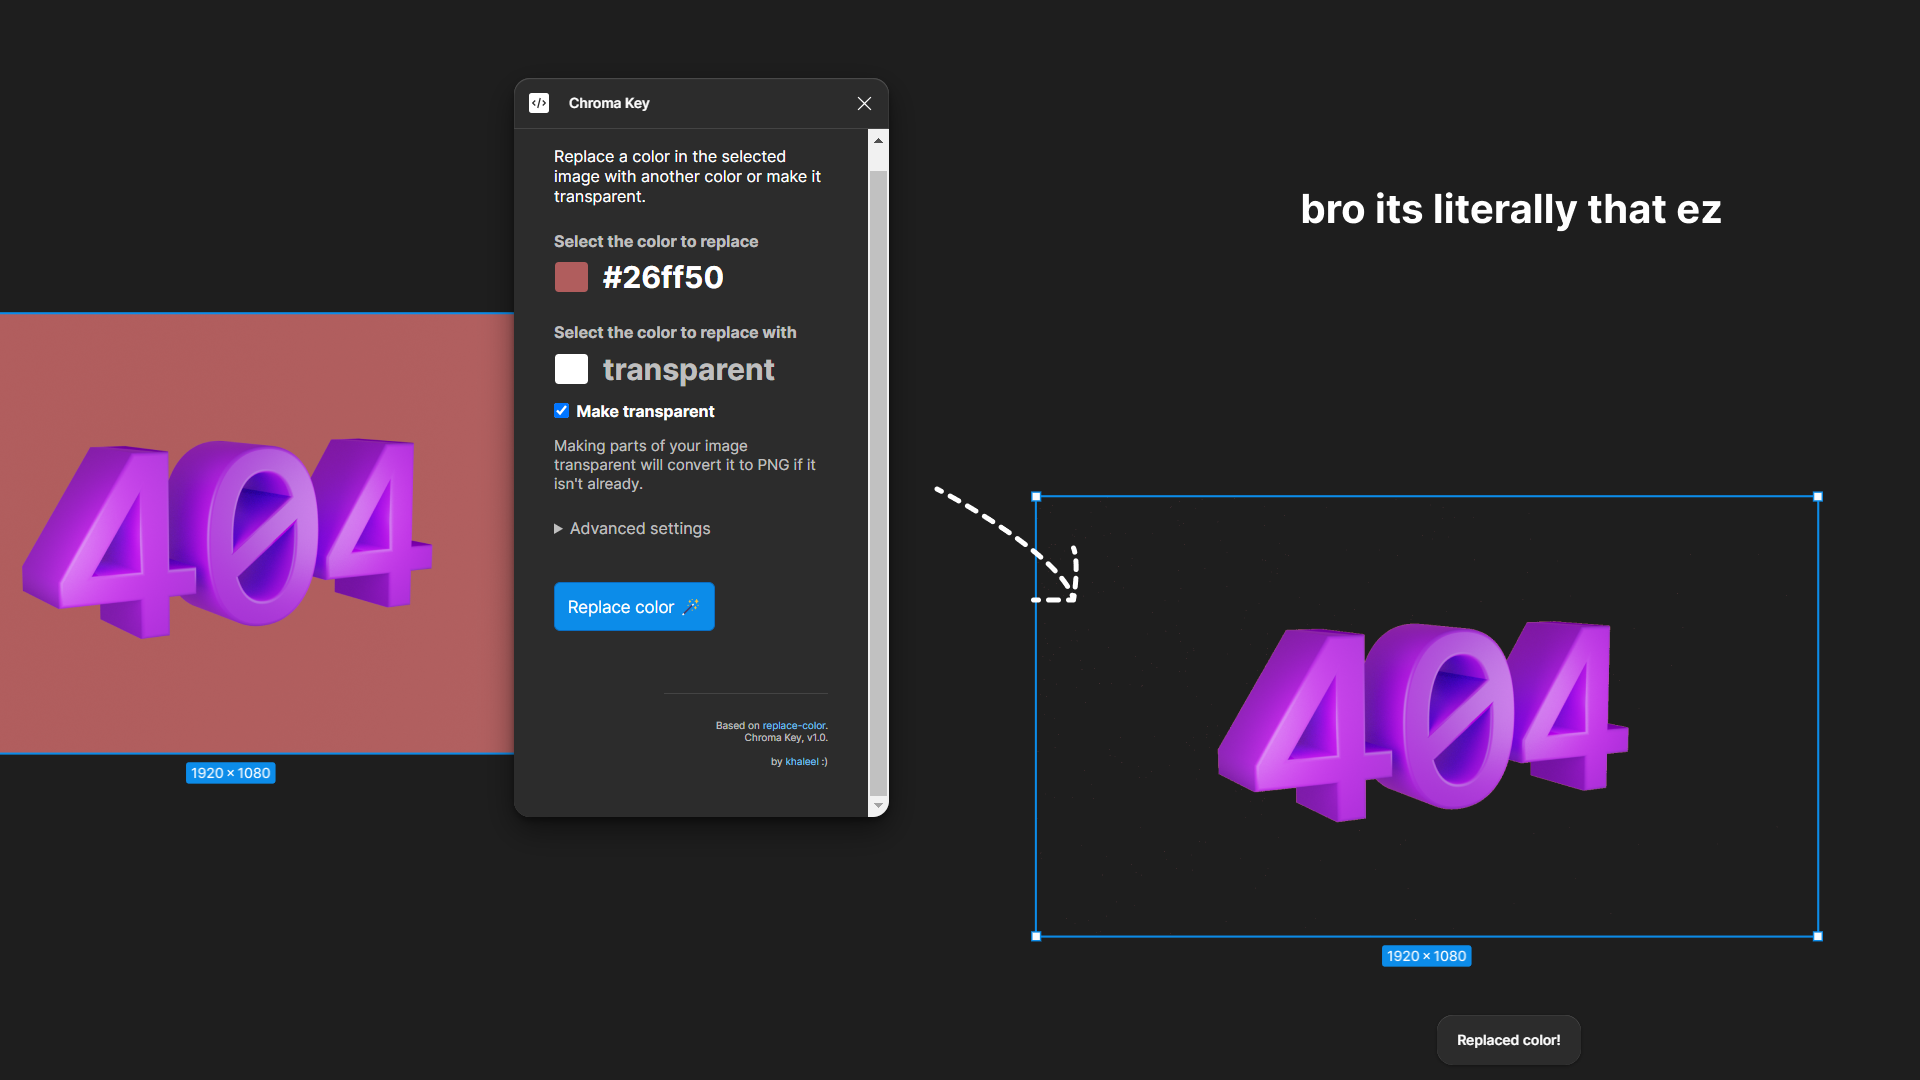 Chroma Key
Replace a color in the selected
image with another color or make it
transparent.
Select the color to replace
#26ff50
Select the color to replace with
transparent
Make transparent
Making parts of your image
transparent will convert it to PNG if it
isn't already.
Advanced settings
Replace color
Based on replace-color.
Chroma Key, v1.0.
by khaleel :)
404
1920 × 1080
bro its literally that ez
404
1920 × 1080
Replaced color!